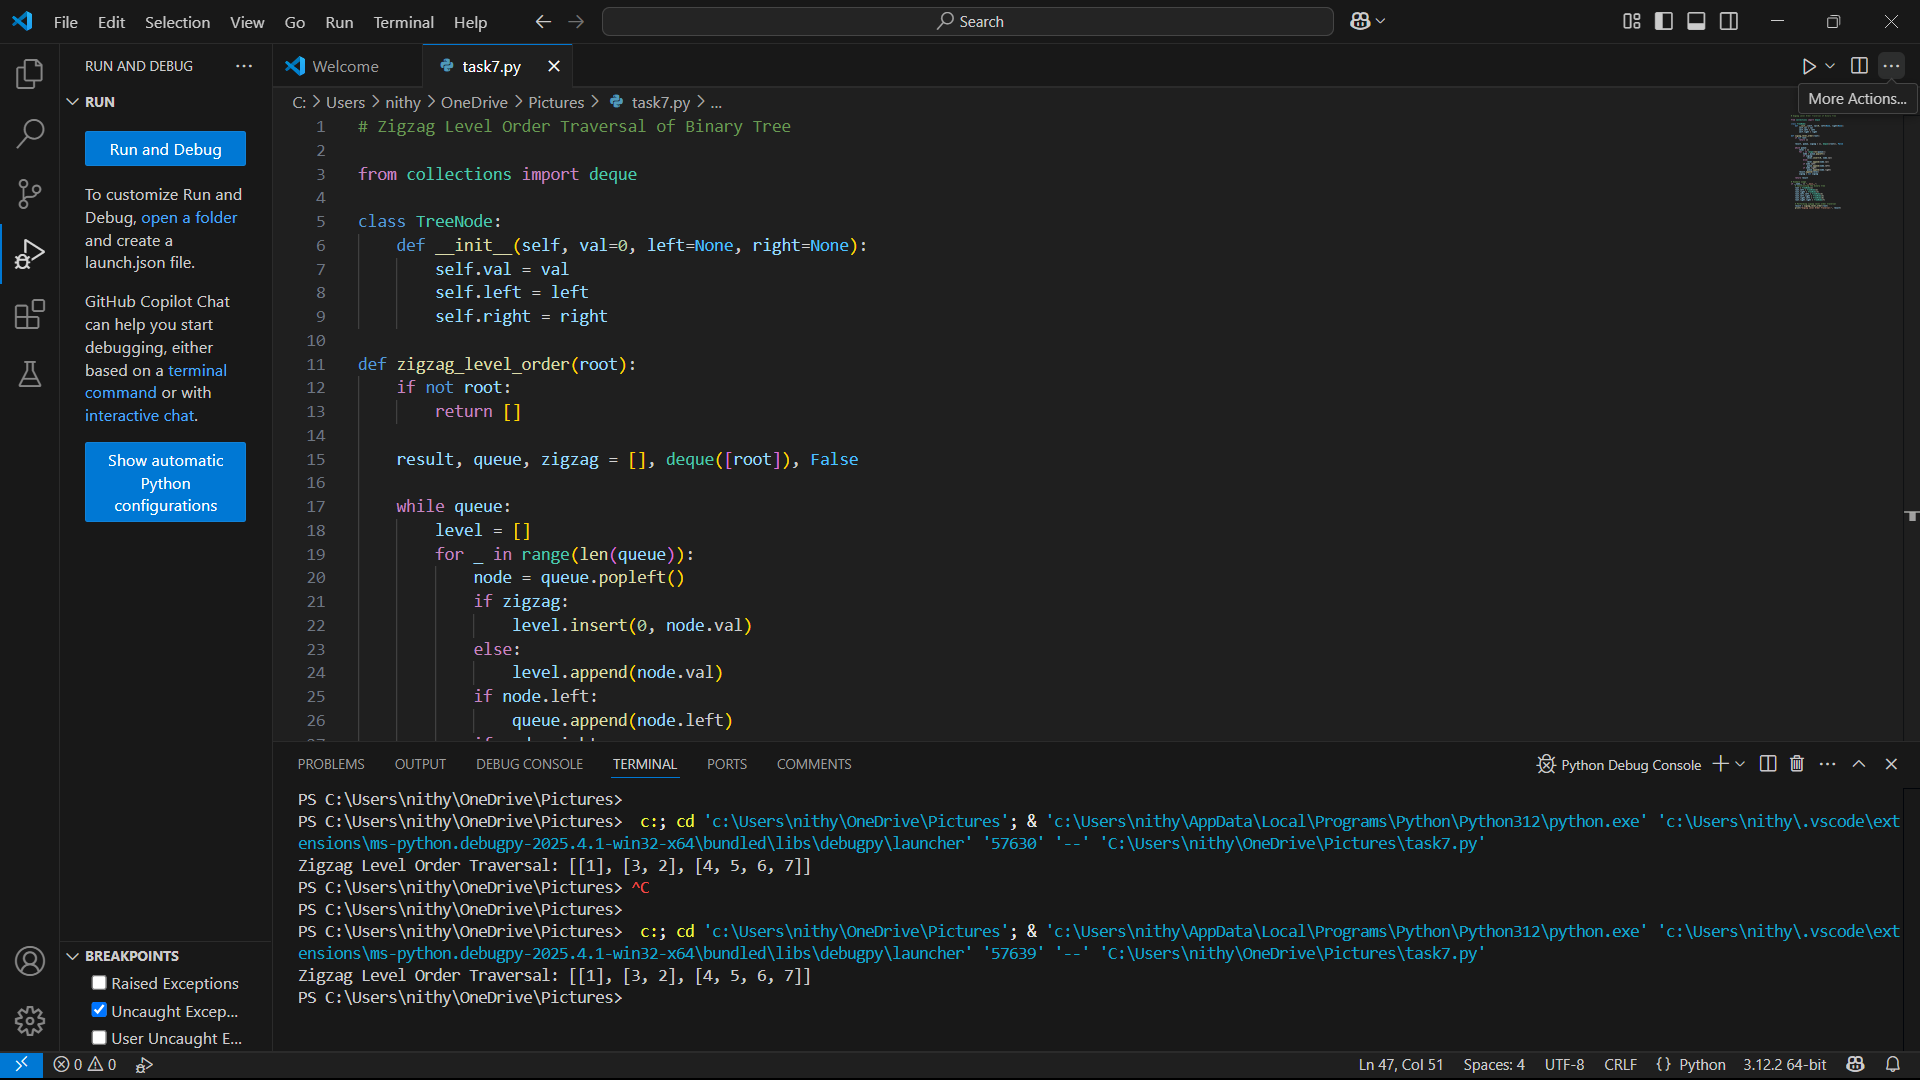 File Edit Selection View Go Run Terminal Help
Search
RUN AND DEBUG
RUN
Run and Debug
To customize Run and
Debug, open a folder
and create a
launch.json file.
GitHub Copilot Chat
can help you start
debugging, either
based on a terminal
command or with
interactive chat.
Show automatic
Python
configurations
BREAKPOINTS
Raised Exceptions
Uncaught Excep...
User Uncaught E...
Welcome
task7.py
More Actions...
C: > Users > nithy > OneDrive > Pictures > task7.py > ...
1 # Zigzag Level Order Traversal of Binary Tree
2
3 from collections import deque
4
5 class TreeNode:
6 def __init__(self, val=0, left=None, right=None):
7 self.val = val
8 self.left = left
9 self.right = right
10
11 def zigzag_level_order(root):
12 if not root:
13 return []
14
15 result, queue, zigzag = [], deque([root]), False
16
17 while queue:
18 level = []
19 for _ in range(len(queue)):
20 node = queue.popleft()
21 if zigzag:
22 level.insert(0, node.val)
23 else:
24 level.append(node.val)
25 if node.left:
26 queue.append(node.left)
PROBLEMS OUTPUT DEBUG CONSOLE TERMINAL PORTS COMMENTS
Python Debug Console
PS C:\Users\nithy\OneDrive\Pictures>
PS C:\Users\nithy\OneDrive\Pictures> c:; cd 'c:\Users\nithy\OneDrive\Pictures'; & 'c:\Users\nithy\AppData\Local\Programs\Python\Python312\python.exe' 'c:\Users\nithy\.vscode\ext
ensions\ms-python.debugpy-2025.4.1-win32-x64\bundled\libs\debugpy\launcher' '57630' '--' 'C:\Users\nithy\OneDrive\Pictures\task7.py'
Zigzag Level Order Traversal: [[1], [3, 2], [4, 5, 6, 7]]
PS C:\Users\nithy\OneDrive\Pictures> ^C
PS C:\Users\nithy\OneDrive\Pictures>
PS C:\Users\nithy\OneDrive\Pictures> c:; cd 'c:\Users\nithy\OneDrive\Pictures'; & 'c:\Users\nithy\AppData\Local\Programs\Python\Python312\python.exe' 'c:\Users\nithy\.vscode\ext
ensions\ms-python.debugpy-2025.4.1-win32-x64\bundled\libs\debugpy\launcher' '57639' '--' 'C:\Users\nithy\OneDrive\Pictures\task7.py'
Zigzag Level Order Traversal: [[1], [3, 2], [4, 5, 6, 7]]
PS C:\Users\nithy\OneDrive\Pictures>
0 0
Ln 47, Col 51 Spaces: 4 UTF-8 CRLF {} Python 3.12.2 64-bit